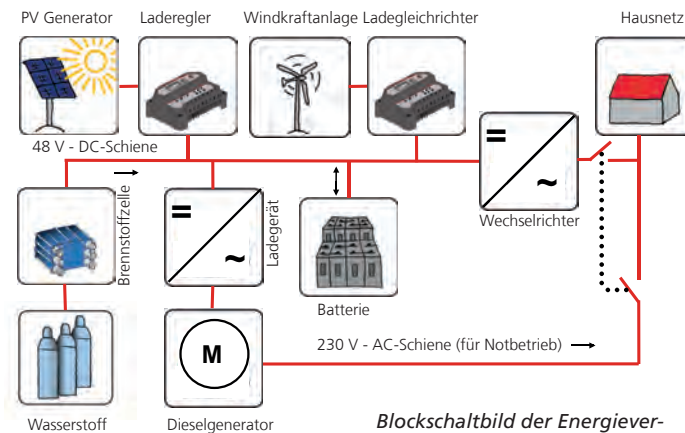 PV Generator
Laderegler
Windkraftanlage
Ladegleichrichter
Hausnetz
48 V - DC-Schiene
=
~
Wechselrichter
Brennstoffzelle
=
~
Ladegerät
Batterie
M
230 V - AC-Schiene (für Notbetrieb)
Wasserstoff
Dieselgenerator
Blockschaltbild der Energiever-